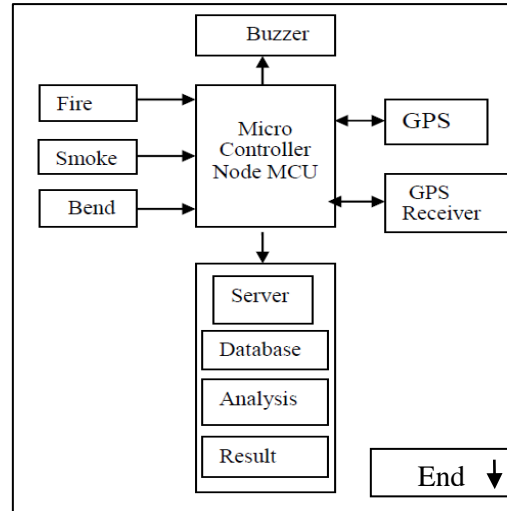 Buzzer
Fire
Smoke
Bend
Micro
Controller
Node MCU
GPS
GPS
Receiver
Server
Database
Analysis
Result
End